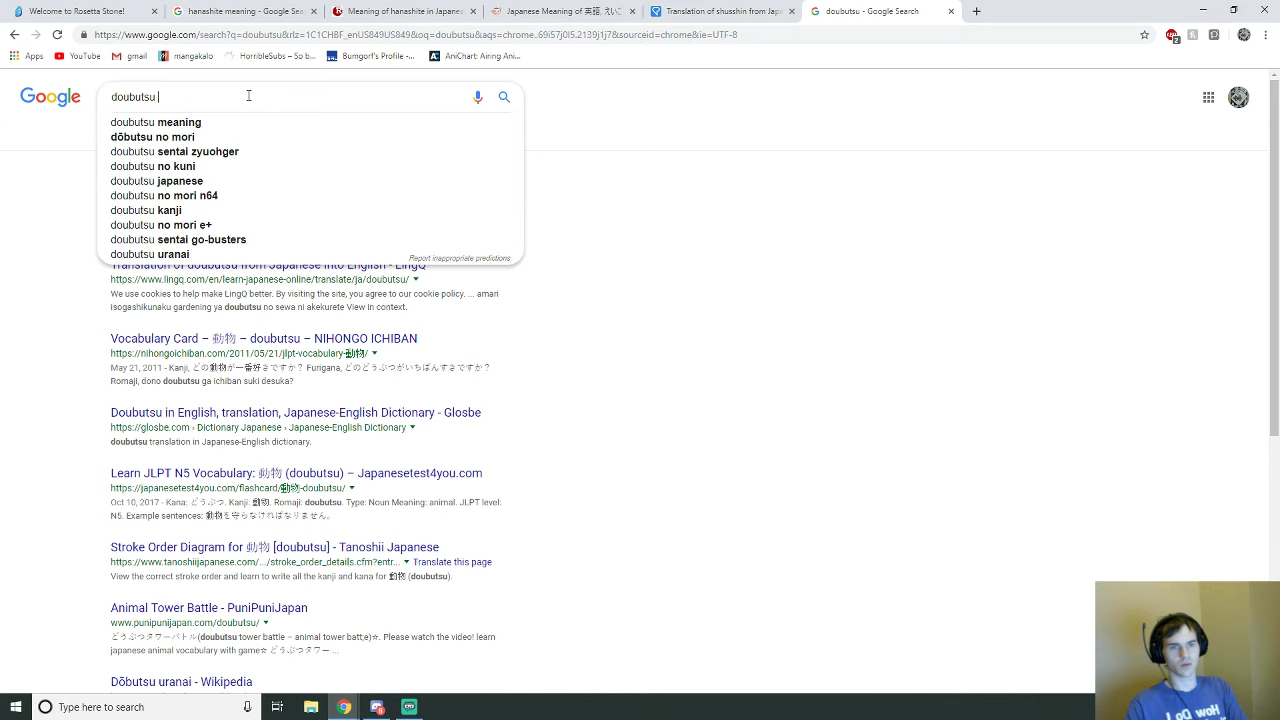 Welcome to Rosetta Stone!
hanashite meaning - Google Sea
Meaning of hanashite in Japanes
Japanese Meaning of 英語, えいご
Translation of shusshin from Jap
doubutsu - Google Search
https://www.google.com/search?q=doubutsu&rlz=1C1CHBF_enUS849US849&oq=doubutsu&aqs=chrome..69i57j0l5.2139j1j7&sourceid=chrome&ie=UTF-8
Apps
YouTube
gmail
mangakalo
HorribleSubs – So b...
Bumgorf's Profile -...
AniChart: Airing Ani...
Google
doubutsu
doubutsu meaning
dōbutsu no mori
doubutsu sentai zyuohger
doubutsu no kuni
doubutsu japanese
doubutsu no mori n64
doubutsu kanji
doubutsu no mori e+
doubutsu sentai go-busters
doubutsu uranai
Report inappropriate predictions
Translation of doubutsu from Japanese into English - LingQ
https://www.lingq.com/en/learn-japanese-online/translate/ja/doubutsu/
We use cookies to help make LingQ better. By visiting the site, you agree to our cookie policy. ... amari
isogashikunaku gardening ya doubutsu no sewa ni akekurete View in context.
Vocabulary Card – 動物 – doubutsu – NIHONGO ICHIBAN
https://nihongoichiban.com/2011/05/21/jlpt-vocabulary-動物/
May 21, 2011 - Kanji, どの動物が一番好きですか? Furigana, どのどうぶつがいちばんすきですか?
Romaji, dono doubutsu ga ichiban suki desuka?
Doubutsu in English, translation, Japanese-English Dictionary - Glosbe
https://glosbe.com › Dictionary Japanese › Japanese-English Dictionary
doubutsu translation in Japanese-English dictionary.
Learn JLPT N5 Vocabulary: 動物 (doubutsu) – Japanesetest4you.com
https://japanesetest4you.com/flashcard/動物-doubutsu/
Oct 10, 2017 - Kana: どうぶつ. Kanji: 動物. Romaji: doubutsu. Type: Noun Meaning: animal. JLPT level:
N5. Example sentences: 動物を守らなければなりません。
Stroke Order Diagram for 動物 [doubutsu] - Tanoshii Japanese
https://www.tanoshiijapanese.com/.../stroke_order_details.cfm?entr...
Translate this page
View the correct stroke order and learn to write all the kanji and kana for 動物 (doubutsu).
Animal Tower Battle - PuniPuniJapan
www.punipunijapan.com/doubutsu/
どうぶつタワーバトル(doubutsu tower battle – animal tower battle)☆. Please watch the video! learn
japanese animal vocabulary with game☆ どうぶつタワー ...
Dōbutsu uranai - Wikipedia
How Do I
Type here to search